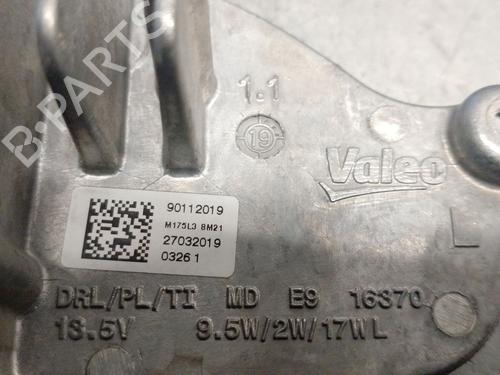 B-PARTS
1.1
19
Valeo
90112019
M175L3 BM21
27032019
0326 1
L
DRL/PL/TI MD E9 16370
13.5V 9.5W/2W/17W L